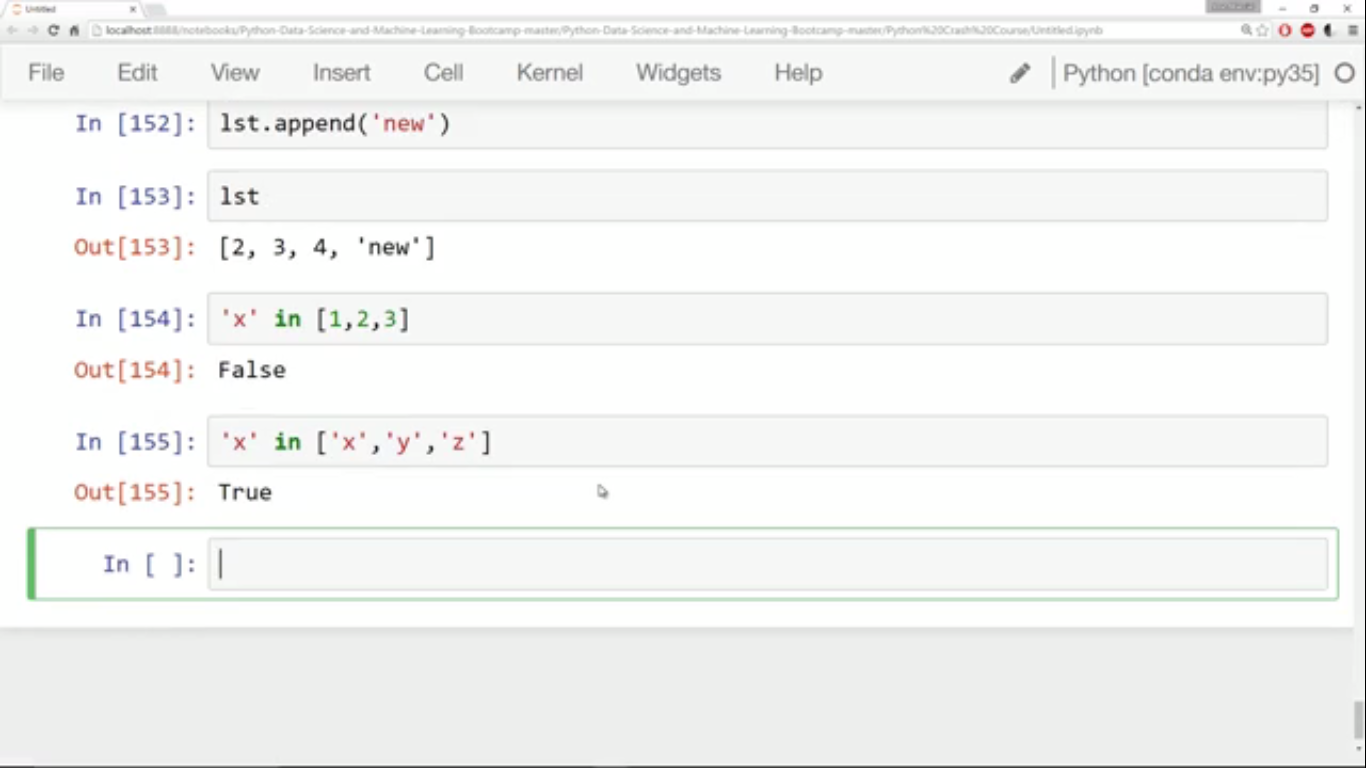 Untitled
localhost:8888/notebooks/Python-Data-Science-and-Machine-Learning-Bootcamp-master/Python-Data-Science-and-Machine-Learning-Bootcamp-master/Python%20Crash%20Course/Untitled.ipynb
File Edit View Insert Cell Kernel Widgets Help Python [conda env:py35]
In [152]: lst.append('new')
In [153]: lst
Out[153]: [2, 3, 4, 'new']
In [154]: 'x' in [1,2,3]
Out[154]: False
In [155]: 'x' in ['x','y','z']
Out[155]: True
In [ ]: